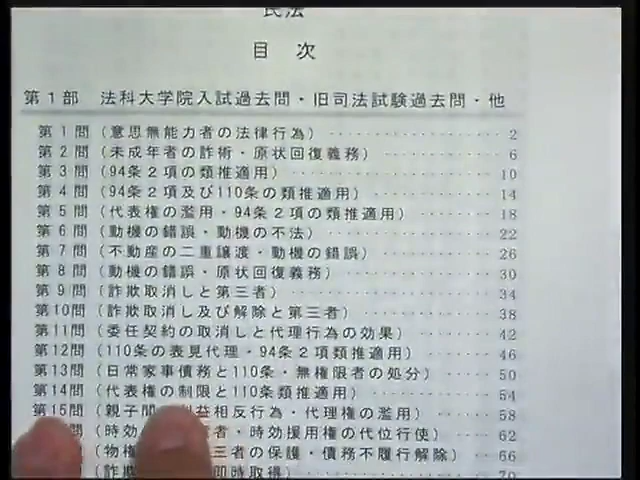 民法
目 次
第1部 法科大学院入試過去問・旧司法試験過去問・他
第1問（意思無能力者の法律行為） 2
第2問（未成年者の詐術・原状回復義務） 6
第3問（94条2項の類推適用） 10
第4問（94条2項及び110条の類推適用） 14
第5問（代表権の濫用・94条2項の類推適用） 18
第6問（動機の錯誤・動機の不法） 22
第7問（不動産の二重譲渡・動機の錯誤） 26
第8問（動機の錯誤・原状回復義務） 30
第9問（詐欺取消しと第三者） 34
第10問（詐欺取消し及び解除と第三者） 38
第11問（委任契約の取消しと代理行為の効果） 42
第12問（110条の表見代理・94条2項類推適用） 46
第13問（日常家事債務と110条・無権限者の処分） 50
第14問（代表権の制限と110条類推適用） 54
第15問（親子間 利益相反行為・代理権の濫用） 58
問（時効 者・時効援用権の代位行使） 62
（物権 三者の保護・債務不履行解除） 66
（詐欺 即時取得） 70